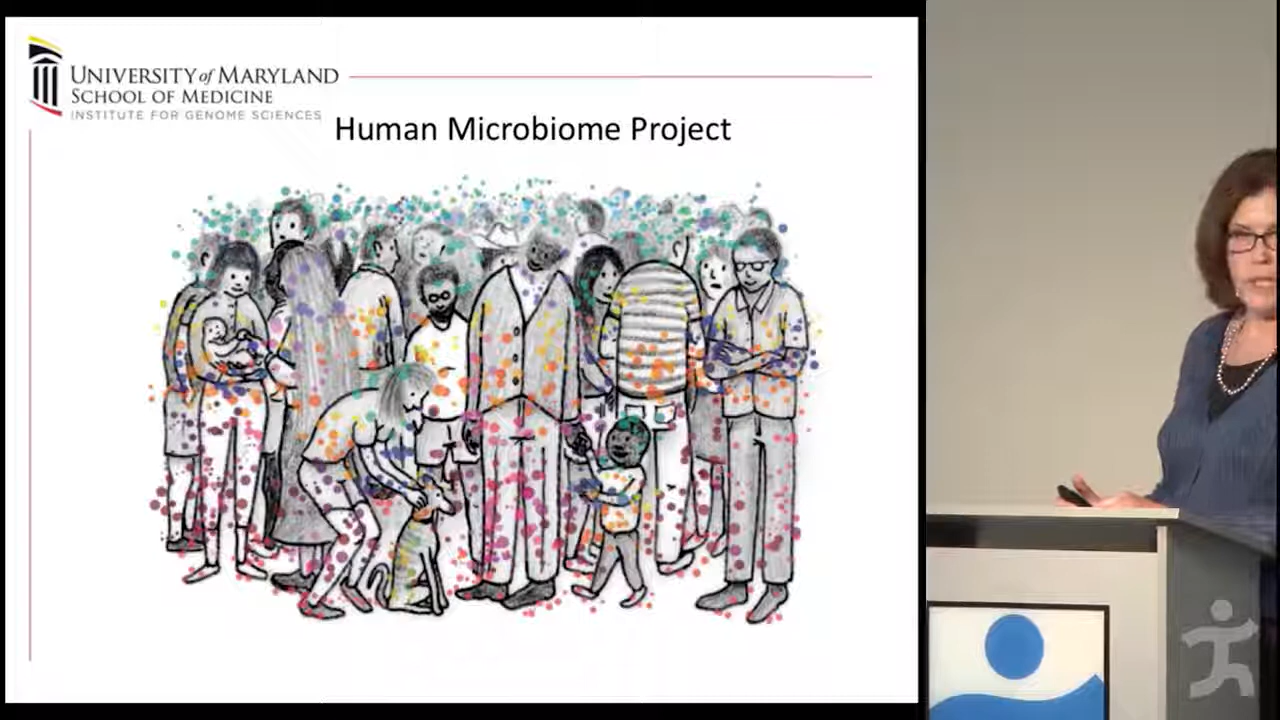 UNIVERSITY of MARYLAND
SCHOOL OF MEDICINE
INSTITUTE FOR GENOME SCIENCES
Human Microbiome Project